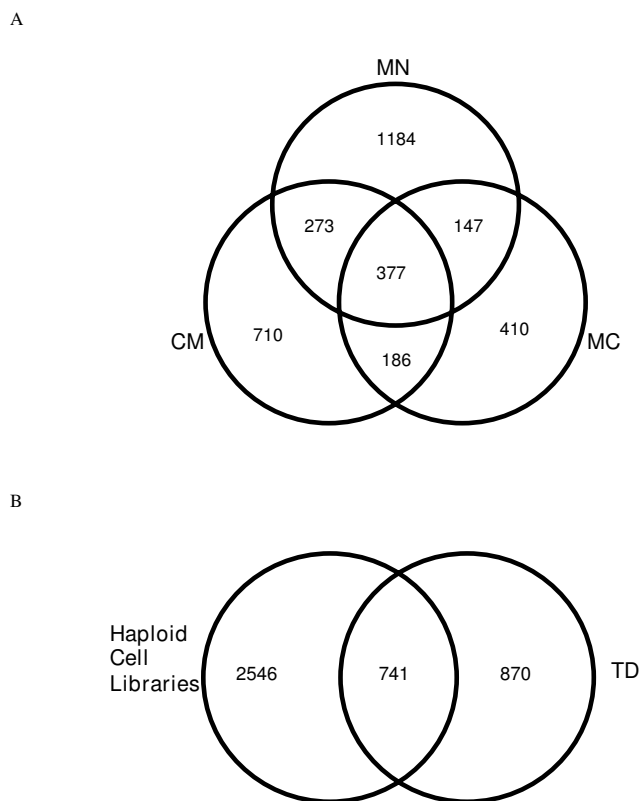 A
MN
1184
273
147
377
CM
710
410
MC
186
B
Haploid
Cell
Libraries
2546
741
870
TD